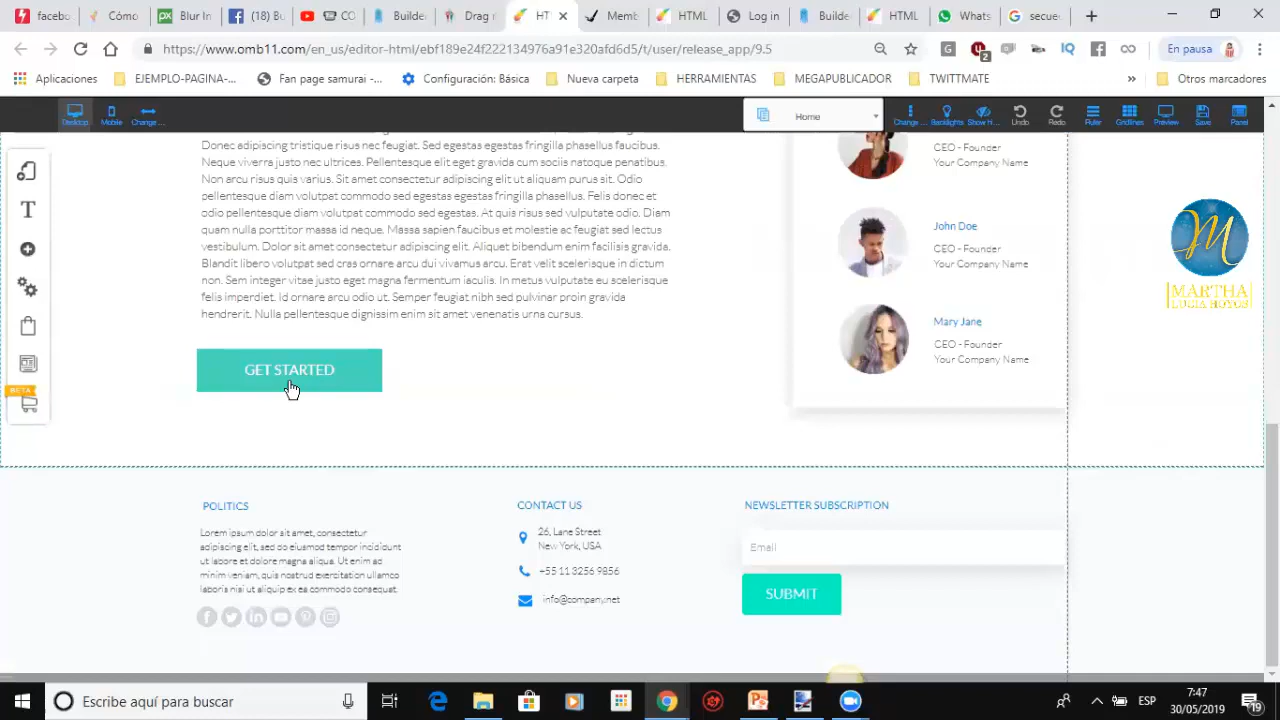 facebo
Cómo
Blur In
(18) Bu
CO
Builde
Drag n
HT
Memb
HTML
Log in
Builde
HTML
Whats
secue
https://www.omb11.com/en_us/editor-html/ebf189e24f222134976a91e320afd6d5/t/user/release_app/9.5
En pausa
Aplicaciones
EJEMPLO-PAGINA-...
Fan page samurai -...
Configuración: Básica
Nueva carpeta
HERRAMIENTAS
MEGAPUBLICADOR
TWITTMATE
»
Otros marcadores
Desktop
Mobile
Change ...
Home
Change ...
Backlights
Show H...
Undo
Redo
Ruler
Gridlines
Preview
Save
Panel
Donec adipiscing tristique risus nec feugiat. Sed egestas egestas fringilla phasellus faucibus.
Neque viverra justo nec ultrices. Pellentesque elit eget gravida cum sociis natoque penatibus.
Non arcu risus quis varius. Sit amet consectetur adipiscing elit ut aliquam purus sit. Odio
pellentesque diam volutpat commodo sed egestas egestas fringilla phasellus. Felis donec et
odio pellentesque diam volutpat commodo sed egestas. At quis risus sed vulputate odio. Diam
quam nulla porttitor massa id neque. Massa sapien faucibus et molestie ac feugiat sed lectus
vestibulum. Dolor sit amet consectetur adipiscing elit. Aliquet bibendum enim facilisis gravida.
Blandit libero volutpat sed cras ornare arcu dui vivamus arcu. Erat velit scelerisque in dictum
non. Sem integer vitae justo eget magna fermentum iaculis. In metus vulputate eu scelerisque
felis imperdiet. Id ornare arcu odio ut. Semper feugiat nibh sed pulvinar proin gravida
hendrerit. Nulla pellentesque dignissim enim sit amet venenatis urna cursus.
GET STARTED
CEO - Founder
Your Company Name
John Doe
CEO - Founder
Your Company Name
Mary Jane
CEO - Founder
Your Company Name
M
MARTHA
LUCIA HOYOS
BETA
POLITICS
Lorem ipsum dolor sit amet, consectetur
adipiscing elit, sed do eiusmod tempor incididunt
ut labore et dolore magna aliqua. Ut enim ad
minim veniam, quis nostrud exercitation ullamco
laboris nisi ut aliquip ex ea commodo consequat.
CONTACT US
26, Lane Street
New York, USA
+55 11 3256 9856
info@company.net
NEWSLETTER SUBSCRIPTION
Email
SUBMIT
Escribe aquí para buscar
ESP
7:47
30/05/2019
19